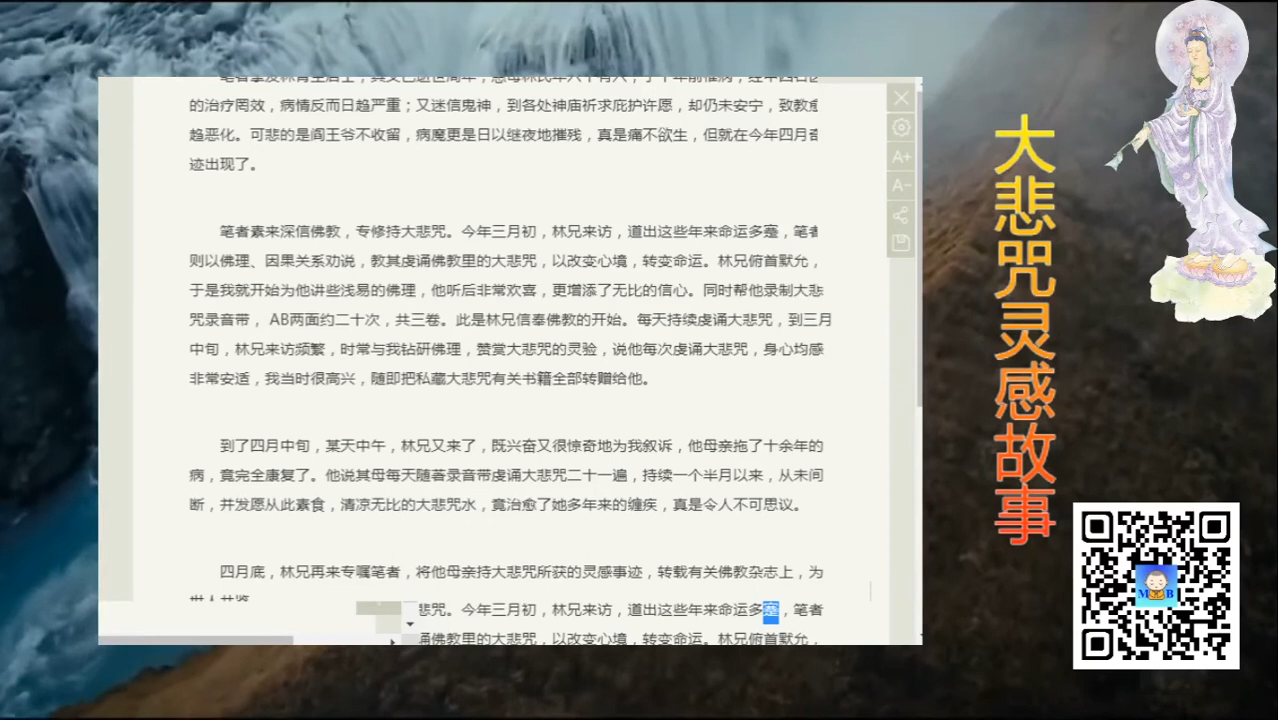 的治疗罔效，病情反而日趋严重；又迷信鬼神，到各处神庙祈求庇护许愿，却仍未安宁，致教愈
趋恶化。可悲的是阎王爷不收留，病魔更是日以继夜地摧残，真是痛不欲生，但就在今年四月奇
迹出现了。
笔者素来深信佛教，专修持大悲咒。今年三月初，林兄来访，道出这些年来命运多蹇，笔者
则以佛理、因果关系劝说，教其虔诵佛教里的大悲咒，以改变心境，转变命运。林兄俯首默允，
于是我就开始为他讲些浅易的佛理，他听后非常欢喜，更增添了无比的信心。同时帮他录制大悲
咒录音带， AB两面约二十次，共三卷。此是林兄信奉佛教的开始。每天持续虔诵大悲咒，到三月
中旬，林兄来访频繁，时常与我钻研佛理，赞赏大悲咒的灵验，说他每次虔诵大悲咒，身心均感
非常安适，我当时很高兴，随即把私藏大悲咒有关书籍全部转赠给他。
到了四月中旬，某天中午，林兄又来了，既兴奋又很惊奇地为我叙诉，他母亲拖了十余年的
病，竟完全康复了。他说其母每天随著录音带虔诵大悲咒二十一遍，持续一个半月以来，从未间
断，并发愿从此素食，清凉无比的大悲咒水，竟治愈了她多年来的缠疾，真是令人不可思议。
四月底，林兄再来专嘱笔者，将他母亲持大悲咒所获的灵感事迹，转载有关佛教杂志上，为
悲咒。今年三月初，林兄来访，道出这些年来命运多蹇，笔者
诵佛教里的大悲咒，以改变心境，转变命运。林兄俯首默允，
A+
A-
大悲咒灵感故事
M B